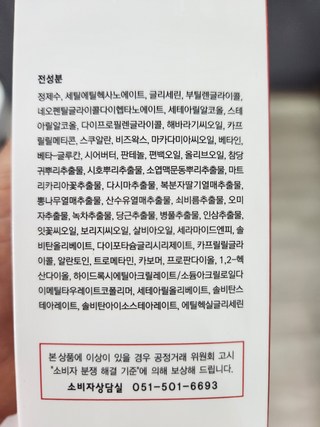 전성분
정제수, 세틸에틸헥사노에이트, 글리세린, 부틸렌글라이콜,
네오펜틸글라이콜다이헵타노에이트, 세테아릴알코올, 스테
아릴알코올, 다이프로필렌글라이콜, 해바라기씨오일, 카프
릴릴메티콘, 스쿠알란, 비즈왁스, 마카다미아씨오일, 베타인,
베타-글루칸, 시어버터, 판테놀, 편백오일, 올리브오일, 참당
귀뿌리추출물, 시호뿌리추출물, 소엽맥문동뿌리추출물, 마트
리카리아꽃추출물, 다시마추출물, 복분자딸기열매추출물,
뽕나무열매추출물, 산수유열매추출물, 쇠비름추출물, 오미
자추출물, 녹차추출물, 당근추출물, 병풀추출물, 인삼추출물,
잇꽃씨오일, 보리지씨오일, 살비아오일, 세라마이드엔피, 솔
비탄올리베이트, 다이포타슘글리시리제이트, 카프릴릴글라이
콜, 알란토인, 트로메타민, 카보머, 프로판다이올, 1,2-헥
산다이올, 하이드록시에틸아크릴레이트/소듐아크릴로일다
이메틸타우레이트코폴리머, 세테아릴올리베이트, 솔비탄스
테아레이트, 솔비탄아이소스테아레이트, 에틸헥실글리세린
본 상품에 이상이 있을 경우 공정거래 위원회 고시
"소비자 분쟁 해결 기준"에 의해 보상해 드립니다.
소비자상담실 051-501-6693